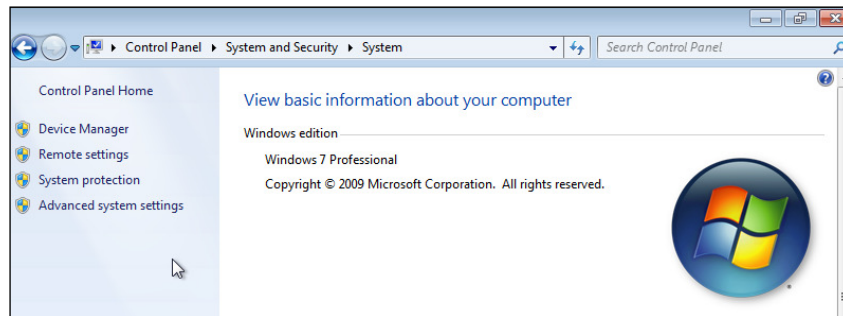 Control Panel ▸ System and Security ▸ System
Search Control Panel
Control Panel Home
Device Manager
Remote settings
System protection
Advanced system settings
View basic information about your computer
Windows edition
Windows 7 Professional
Copyright © 2009 Microsoft Corporation. All rights reserved.